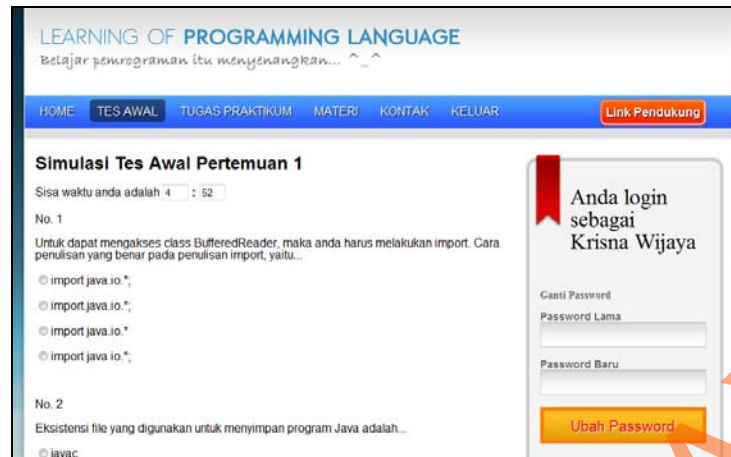 LEARNING OF PROGRAMMING LANGUAGE
Belajar pemrograman itu menyenangkan... ^_^
HOME TES AWAL TUGAS PRAKTIKUM MATERI KONTAK KELUAR Link Pendukung
Simulasi Tes Awal Pertemuan 1
Sisa waktu anda adalah 4 : 52
No. 1
Untuk dapat mengakses class BufferedReader, maka anda harus melakukan import. Cara
penulisan yang benar pada penulisan import, yaitu...
import java.io.*;
import.java.io.*;
import java.io.*
import java io.*;
No. 2
Eksistensi file yang digunakan untuk menyimpan program Java adalah...
javac
Anda login
sebagai
Krisna Wijaya
Ganti Password
Password Lama
Password Baru
Ubah Password